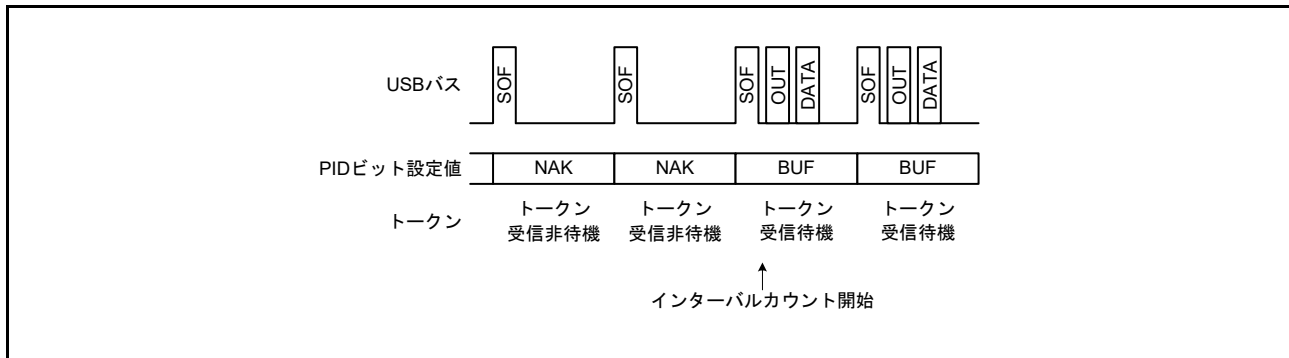 USBバス
SOF
SOF
SOF
OUT
DATA
SOF
OUT
DATA
PIDビット設定値
NAK
NAK
BUF
BUF
トークン
トークン
受信非待機
トークン
受信非待機
トークン
受信待機
トークン
受信待機
インターバルカウント開始